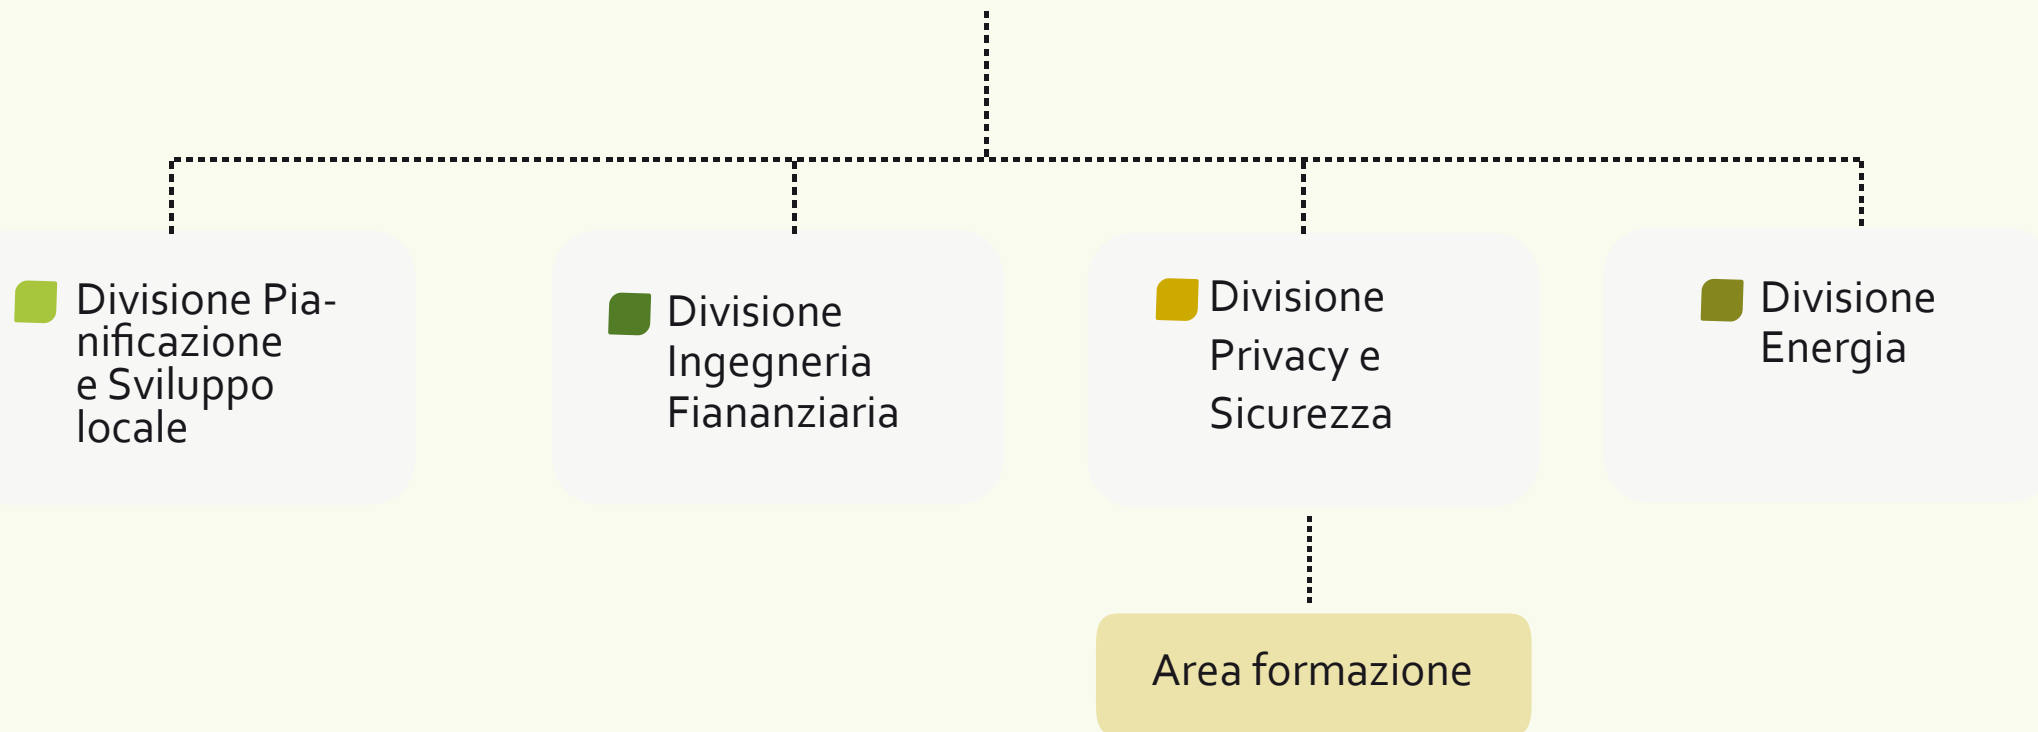 Divisione Pia-
nificazione
e Sviluppo
locale
Divisione
Ingegneria
Fiananziaria
Divisione
Privacy e
Sicurezza
Divisione
Energia
Area formazione